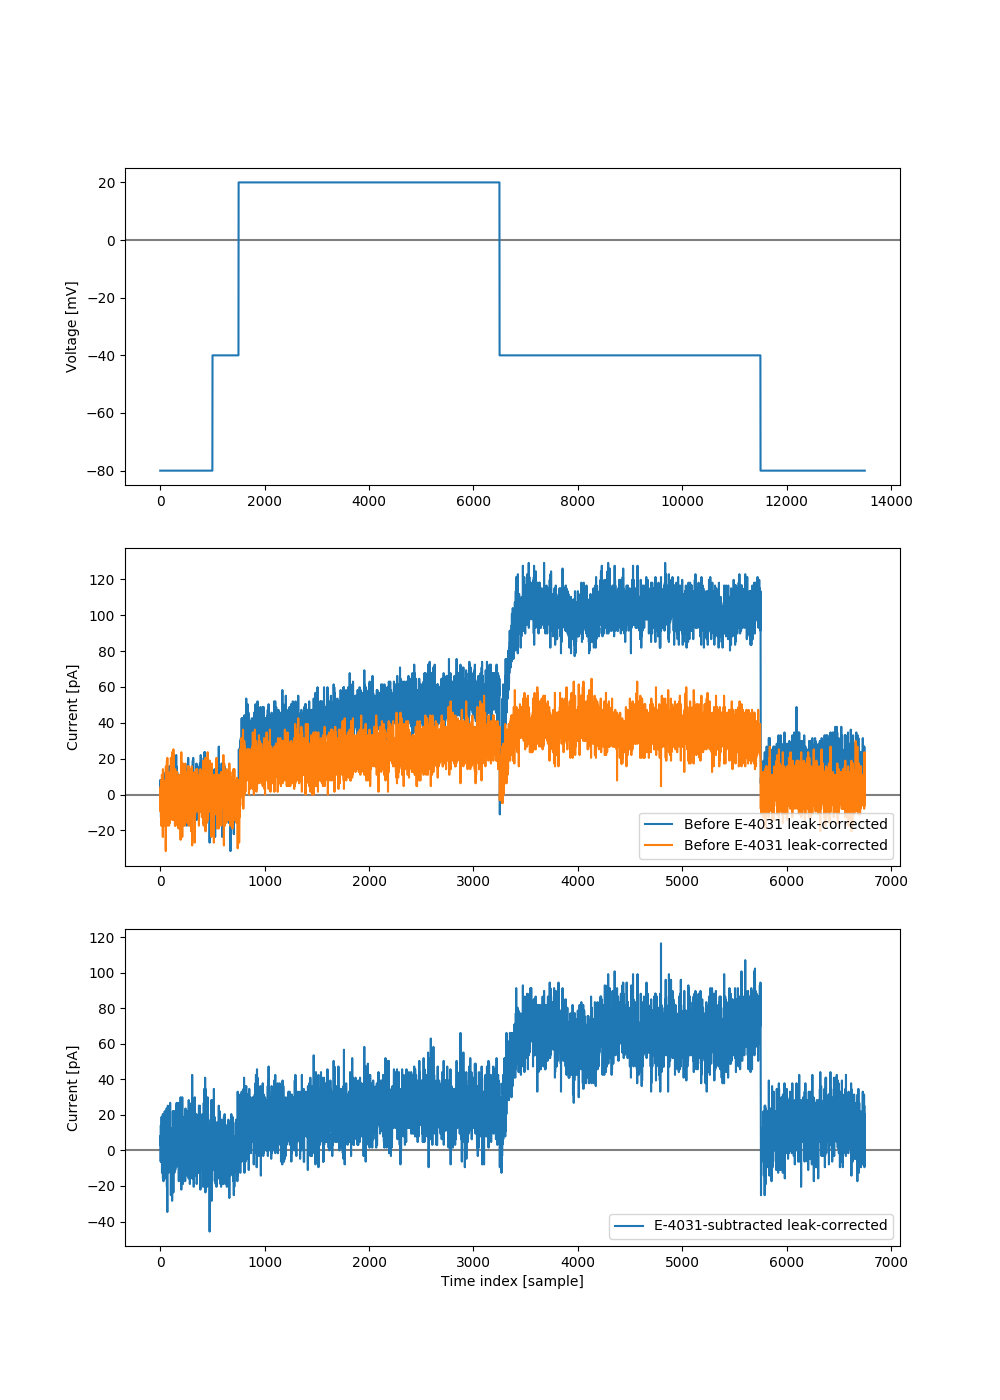 20
0
−20
−40
−60
−80
Voltage [mV]
0 2000 4000 6000 8000 10000 12000 14000
120
100
80
60
40
20
0
−20
Current [pA]
Before E-4031 leak-corrected
Before E-4031 leak-corrected
0 1000 2000 3000 4000 5000 6000 7000
120
100
80
60
40
20
0
−20
−40
Current [pA]
E-4031-subtracted leak-corrected
0 1000 2000 3000 4000 5000 6000 7000
Time index [sample]